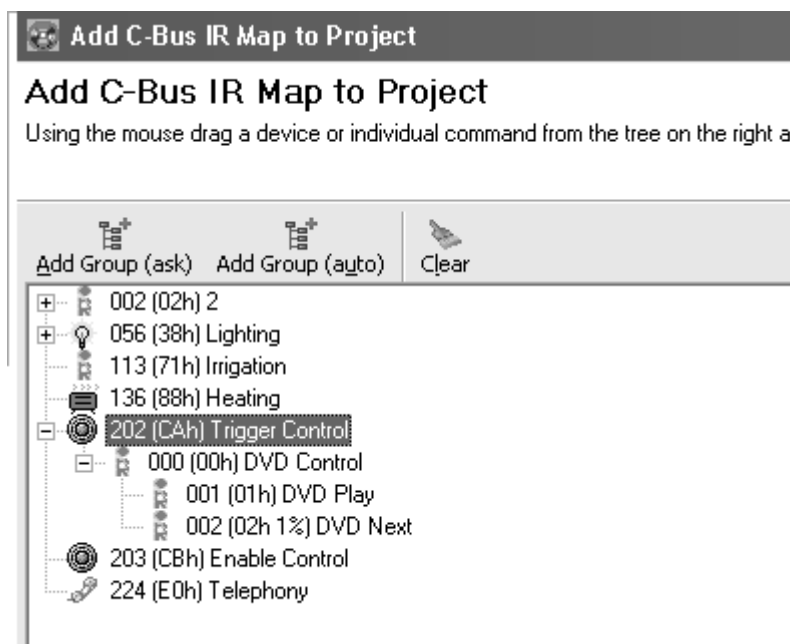 Add C-Bus IR Map to Project
Add C-Bus IR Map to Project
Using the mouse drag a device or individual command from the tree on the right a
Add Group (ask) Add Group (auto) Clear
002 (02h) 2
056 (38h) Lighting
113 (71h) Irrigation
136 (88h) Heating
202 (CAh) Trigger Control
000 (00h) DVD Control
001 (01h) DVD Play
002 (02h 1%) DVD Next
203 (CBh) Enable Control
224 (E0h) Telephony